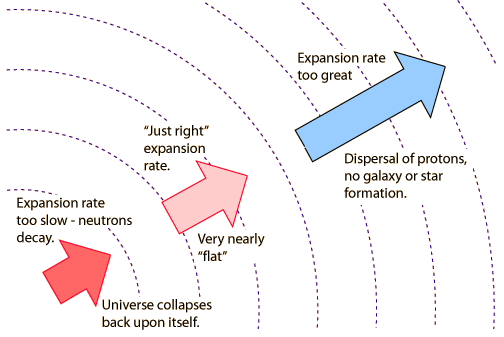 Expansion rate
too great
"Just right"
expansion
rate.
Dispersal of protons,
no galaxy or star
formation.
Expansion rate
too slow - neutrons
decay.
Very nearly
"flat"
Universe collapses
back upon itself.